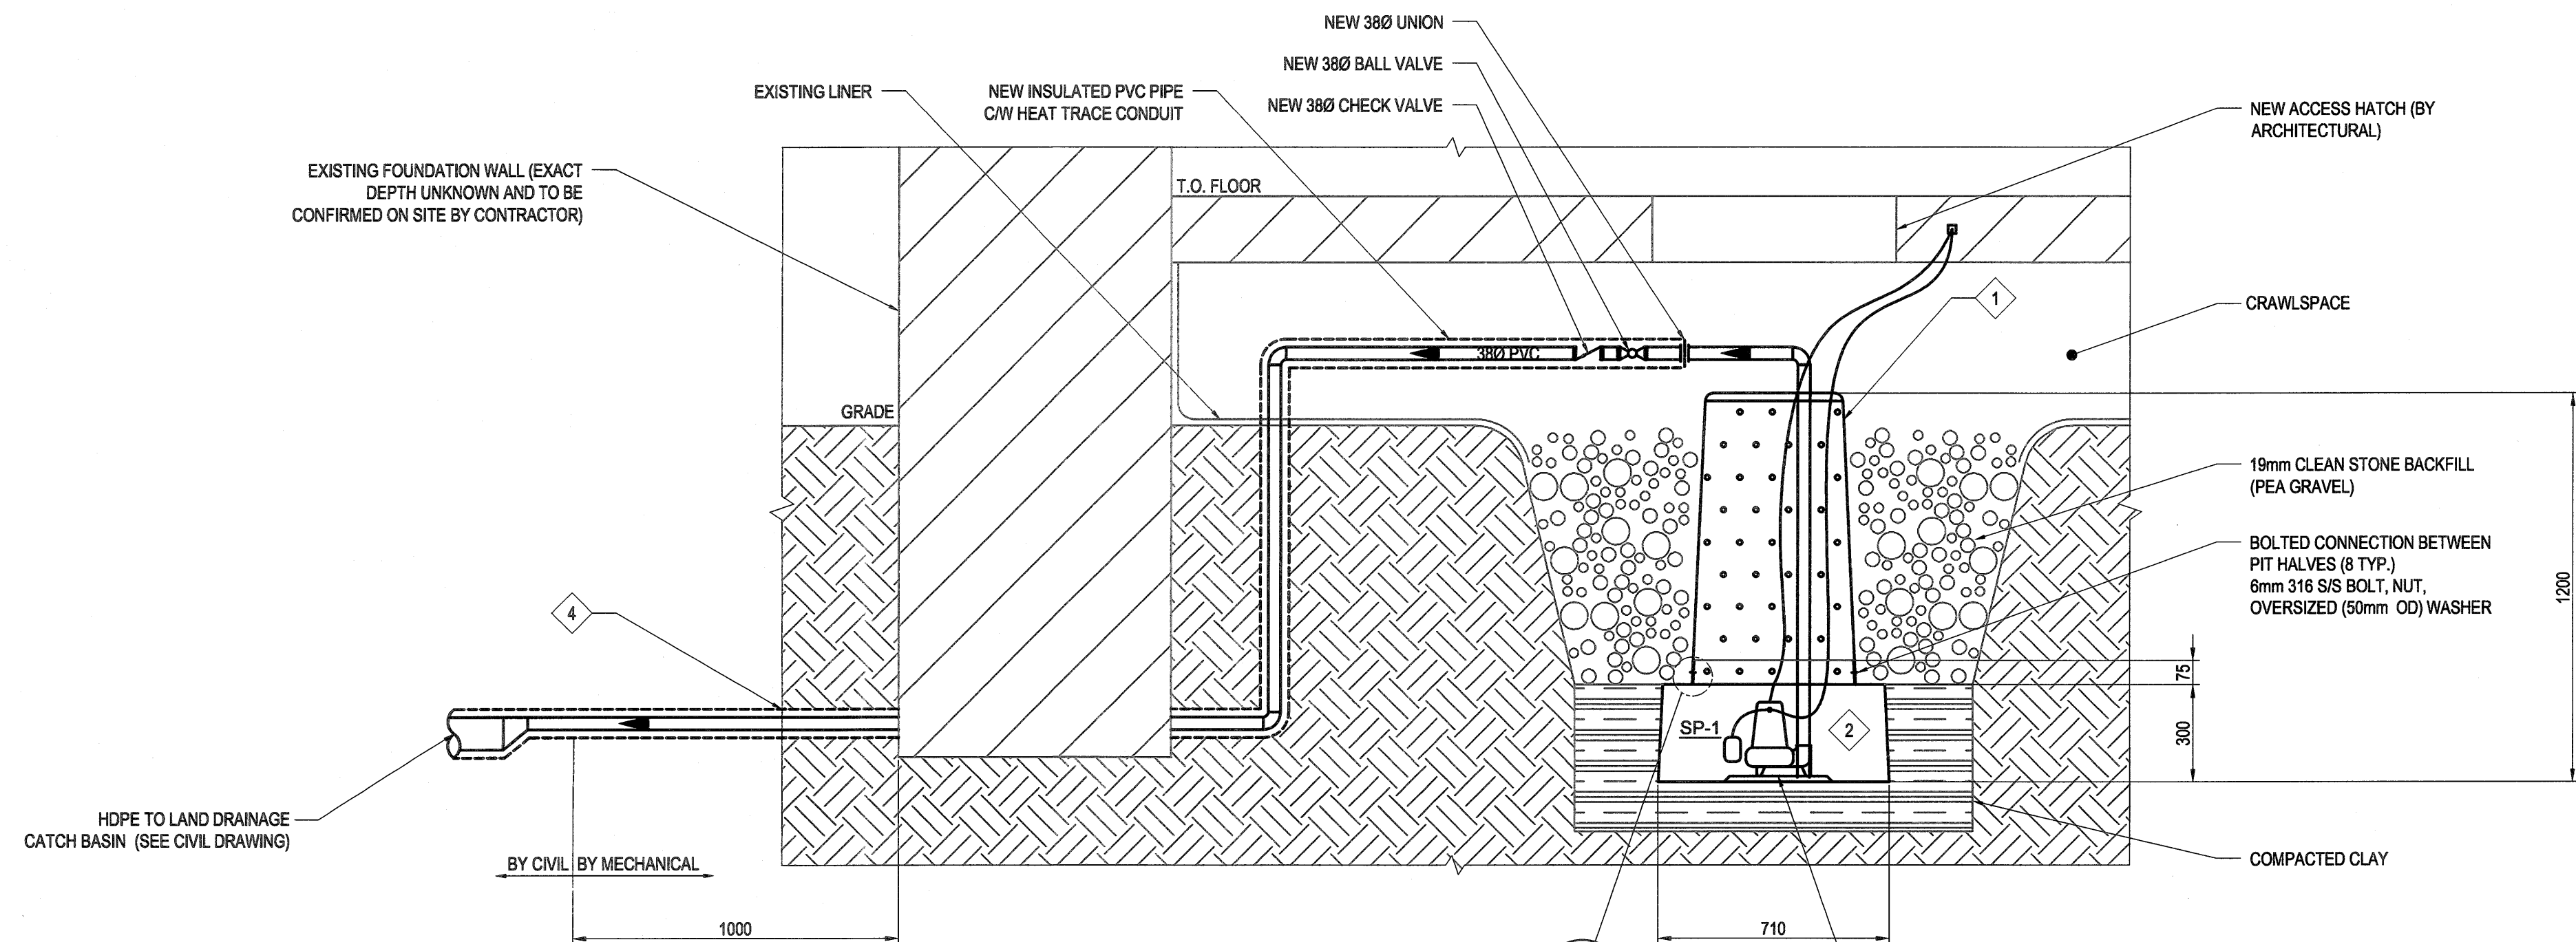 NEW 38Ø UNION
NEW 38Ø BALL VALVE
NEW 38Ø CHECK VALVE
EXISTING LINER
NEW INSULATED PVC PIPE
C/W HEAT TRACE CONDUIT
NEW ACCESS HATCH (BY
ARCHITECTURAL)
EXISTING FOUNDATION WALL (EXACT
DEPTH UNKNOWN AND TO BE
CONFIRMED ON SITE BY CONTRACTOR)
T.O. FLOOR
1
CRAWLSPACE
38Ø PVC
GRADE
19mm CLEAN STONE BACKFILL
(PEA GRAVEL)
BOLTED CONNECTION BETWEEN
PIT HALVES (8 TYP.)
6mm 316 S/S BOLT, NUT,
OVERSIZED (50mm OD) WASHER
1200
4
75
SP-1
2
300
HDPE TO LAND DRAINAGE
CATCH BASIN (SEE CIVIL DRAWING)
BY CIVIL BY MECHANICAL
COMPACTED CLAY
1000
710